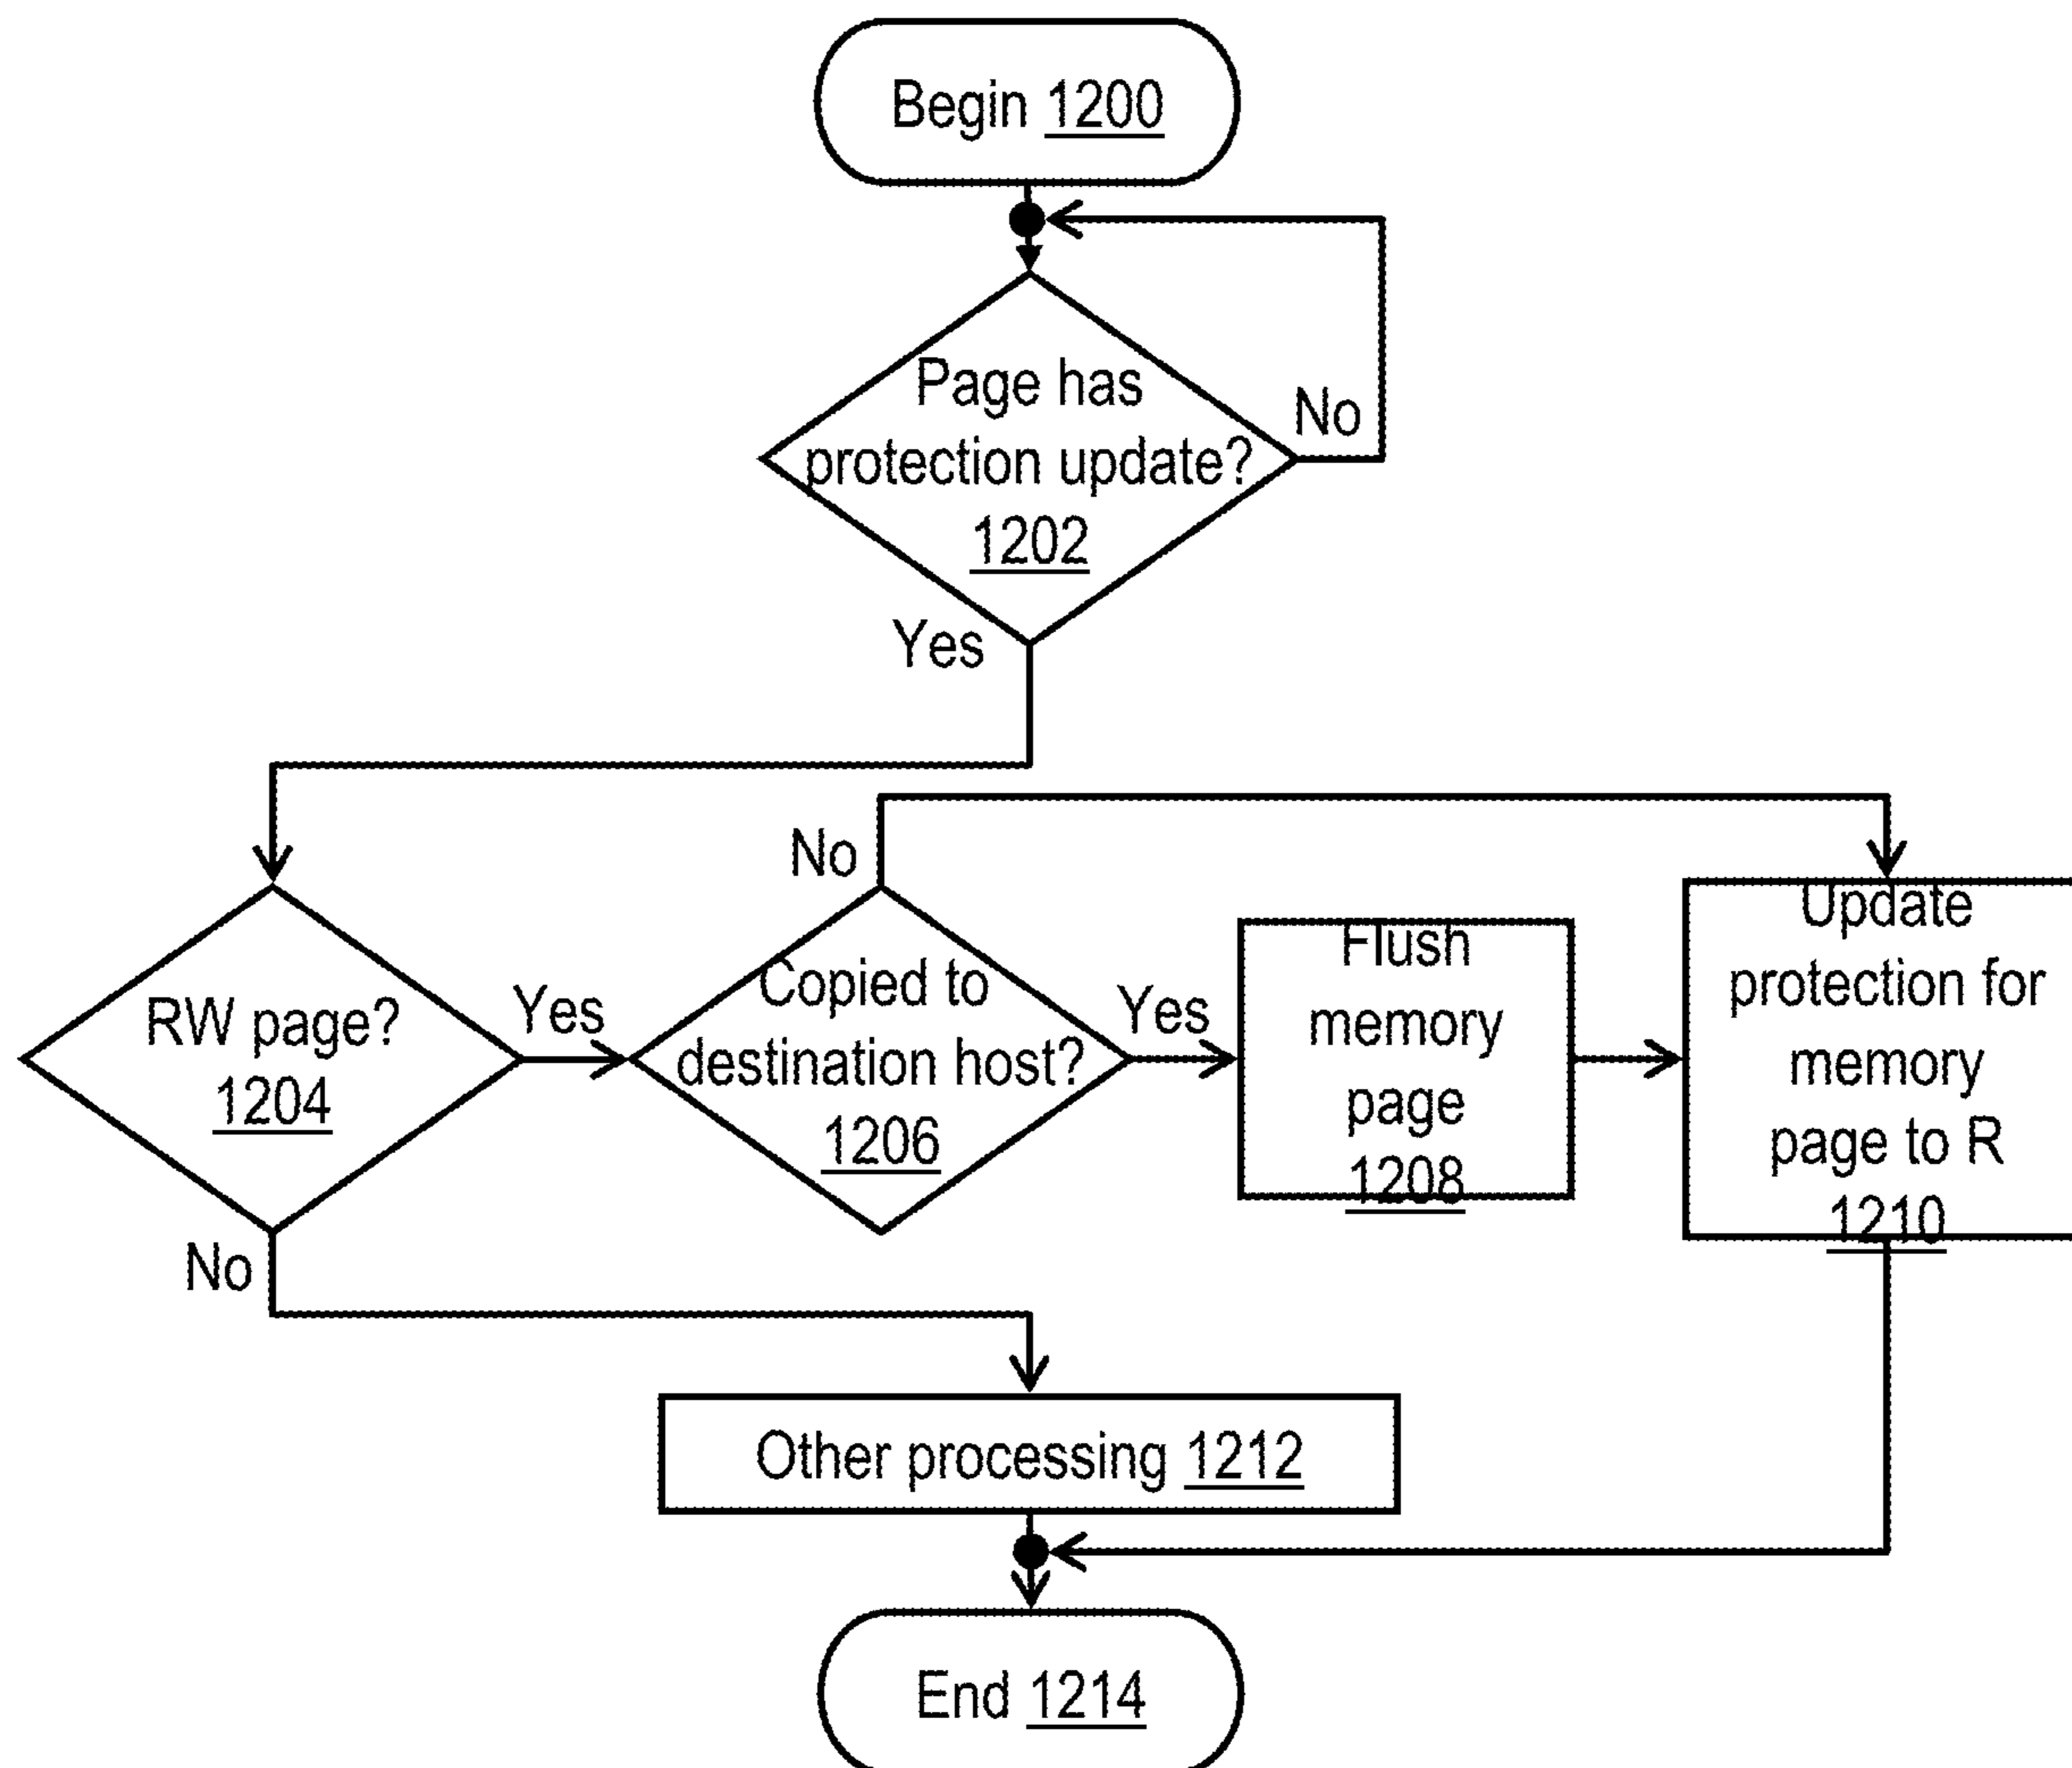 Begin 1200
Page has
protection update?
1202
No
Yes
No
RW page?
1204
Yes
Copied to
destination host?
1206
Yes
Flush
memory
page
1208
Update
protection for
memory
page to R
1210
No
Other processing 1212
End 1214